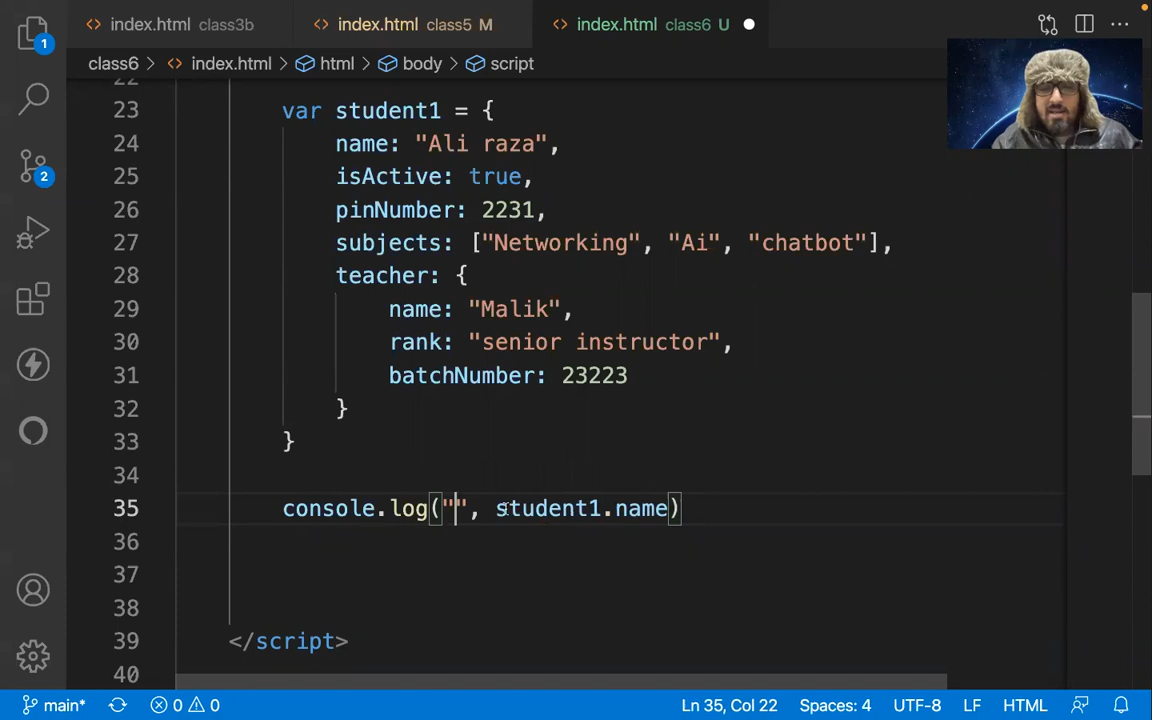 index.html class3b index.html class5 M index.html class6 U
class6 > index.html > html > body > script
22
23 var student1 = {
24 name: "Ali raza",
25 isActive: true,
26 pinNumber: 2231,
27 subjects: ["Networking", "Ai", "chatbot"],
28 teacher: {
29 name: "Malik",
30 rank: "senior instructor",
31 batchNumber: 23223
32 }
33 }
34
35 console.log("", student1.name)
36
37
38
39 </script>
40
1
2
main* 0 0 Ln 35, Col 22 Spaces: 4 UTF-8 LF HTML